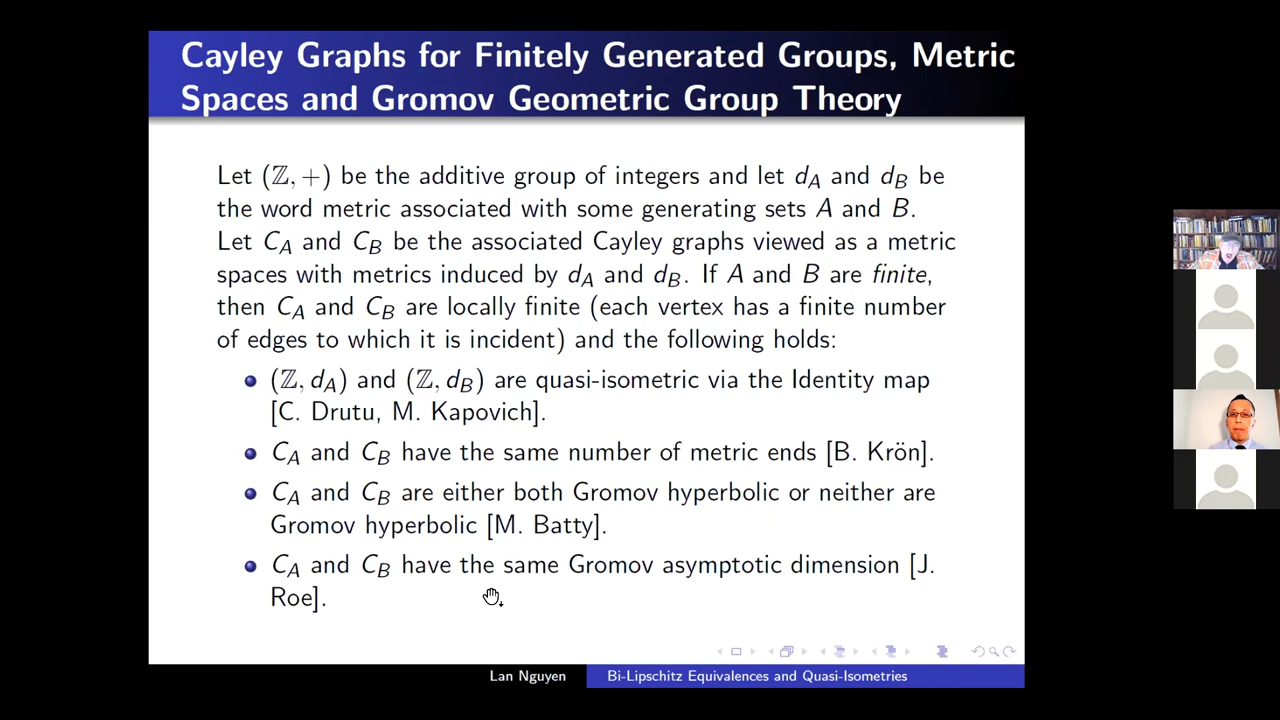 Cayley Graphs for Finitely Generated Groups, Metric
Spaces and Gromov Geometric Group Theory
Let (ℤ, +) be the additive group of integers and let d_A and d_B be
the word metric associated with some generating sets A and B.
Let C_A and C_B be the associated Cayley graphs viewed as a metric
spaces with metrics induced by d_A and d_B. If A and B are finite,
then C_A and C_B are locally finite (each vertex has a finite number
of edges to which it is incident) and the following holds:
(ℤ, d_A) and (ℤ, d_B) are quasi-isometric via the Identity map
[C. Drutu, M. Kapovich].
C_A and C_B have the same number of metric ends [B. Krön].
C_A and C_B are either both Gromov hyperbolic or neither are
Gromov hyperbolic [M. Batty].
C_A and C_B have the same Gromov asymptotic dimension [J.
Roe].
Lan Nguyen
Bi-Lipschitz Equivalences and Quasi-Isometries